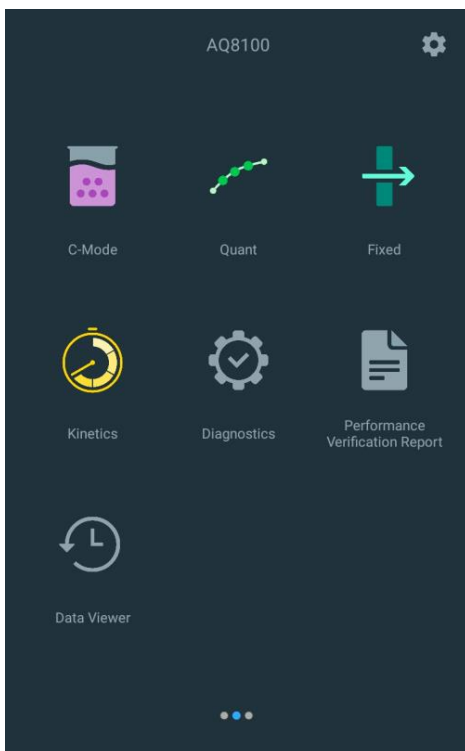 AQ8100
C-Mode
Quant
Fixed
Kinetics
Diagnostics
Performance
Verification Report
Data Viewer